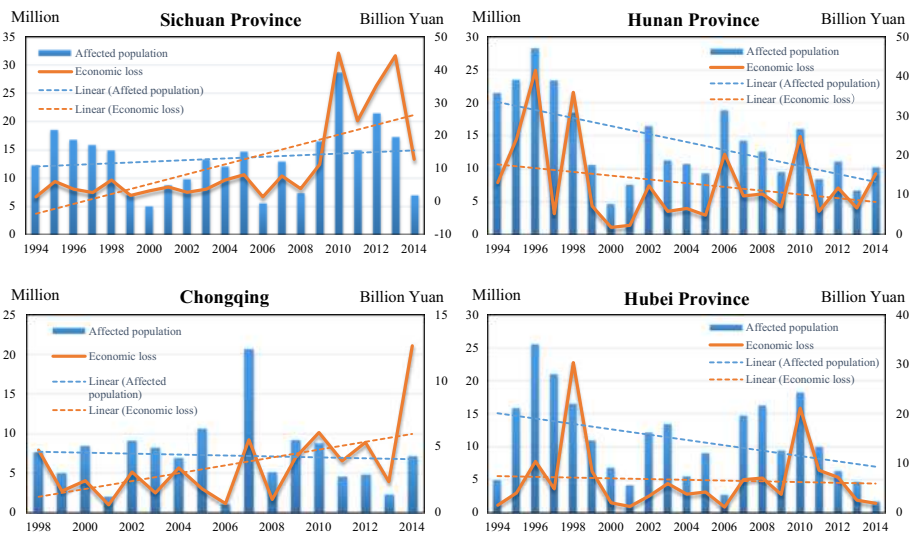 Million
Sichuan Province
Billion Yuan
Affected population
Economic loss
Linear (Affeted population)
Linear (Economic loss)
35
30
25
20
15
10
5
0
50
40
30
20
10
0
-10
1994 1996 1998 2000 2002 2004 2006 2008 2010 2012 2014
Million
Hunan Province
Billion Yuan
Affected population
Economic loss
Linear (Affected population)
Linear (Economic loss)
30
25
20
15
10
5
0
50
40
30
20
10
0
1994 1996 1998 2000 2002 2004 2006 2008 2010 2012 2014
Million
Chongqing
Billion Yuan
Affected population
Economic loss
Linear (Affected
population)
Linear (Economic loss)
25
20
15
10
5
0
15
10
5
0
1998 2000 2002 2004 2006 2008 2010 2012 2014
Million
Hubei Province
Billion Yuan
Affected population
Economic loss
Linear (Affected population)
Linear (Economic loss)
30
25
20
15
10
5
0
40
30
20
10
0
1994 1996 1998 2000 2002 2004 2006 2008 2010 2012 2014